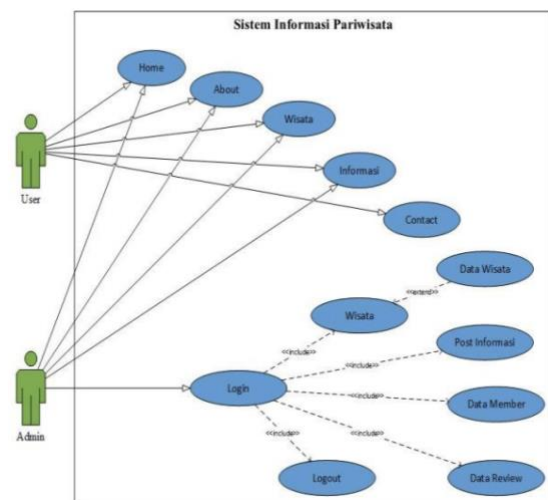 Sistem Informasi Pariwisata
Home
About
Wisata
Informasi
Contact
User
Data Wisata
<<extend>>
Wisata
<<include>>
Post Informasi
<<include>>
Login
<<include>>
Data Member
<<include>>
<<include>>
Admin
Logout
Data Review